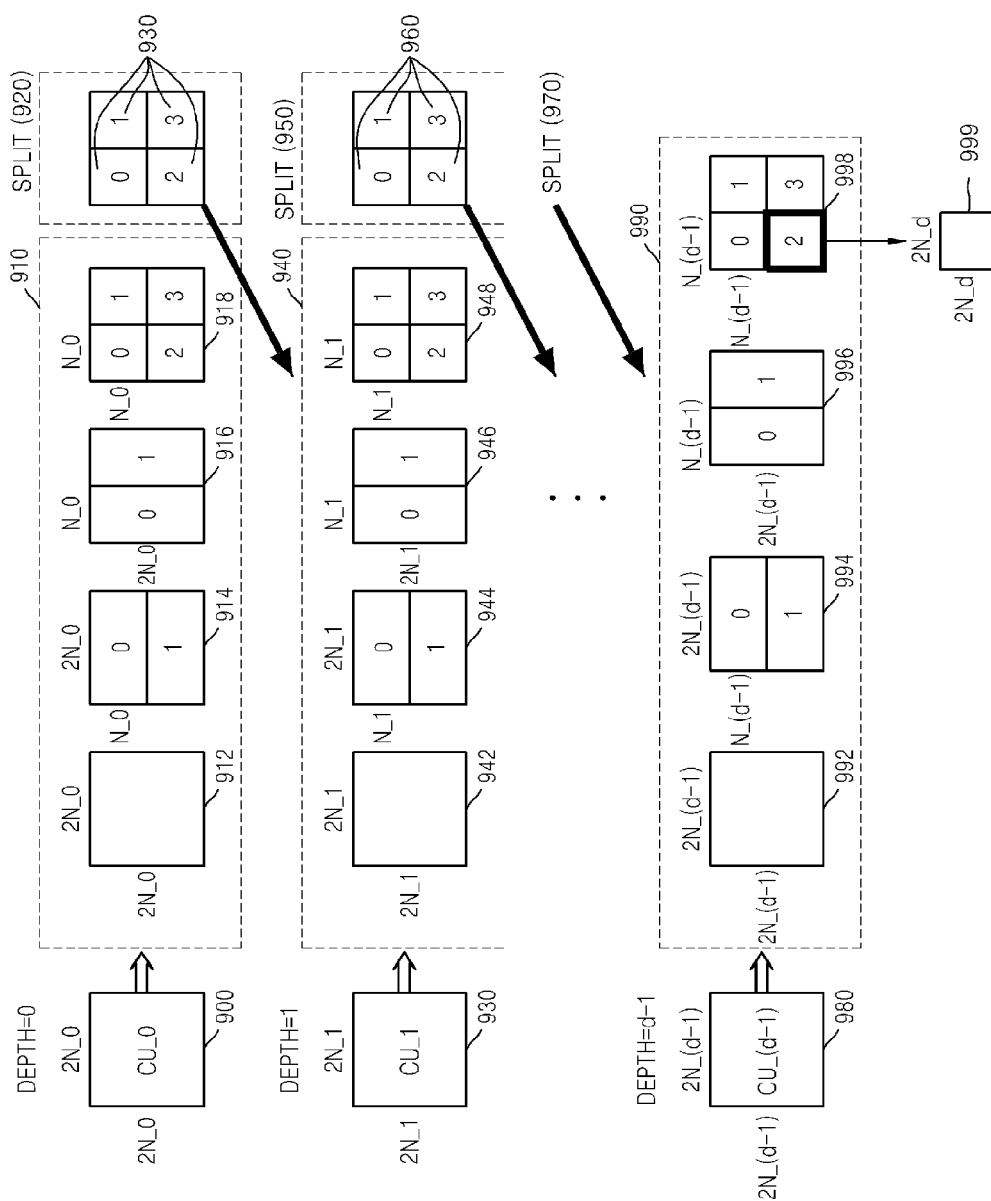 DEPTH=0
2N_0
2N_0
CU_0
900
910
2N_0
2N_0
912
2N_0
N_0
0
1
914
N_0
2N_0
0
1
916
N_0
N_0
0
1
2
3
918
SPLIT (920)
0
1
2
3
930
DEPTH=1
2N_1
2N_1
CU_1
930
940
2N_1
2N_1
942
2N_1
N_1
0
1
944
N_1
2N_1
0
1
946
N_1
N_1
0
1
2
3
948
SPLIT (950)
0
1
2
3
960
. . .
SPLIT (970)
DEPTH=d-1
2N_(d-1)
2N_(d-1)
CU_(d-1)
980
990
2N_(d-1)
2N_(d-1)
992
2N_(d-1)
N_(d-1)
0
1
994
N_(d-1)
2N_(d-1)
0
1
996
N_(d-1)
N_(d-1)
0
1
2
3
998
2N_d
2N_d
999